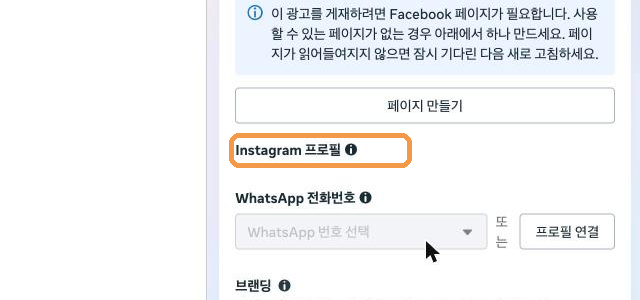 이 광고를 게재하려면 Facebook 페이지가 필요합니다. 사용
할 수 있는 페이지가 없는 경우 아래에서 하나 만드세요. 페이
지가 읽어들여지지 않으면 잠시 기다린 다음 새로 고침하세요.
페이지 만들기
Instagram 프로필
WhatsApp 전화번호
WhatsApp 번호 선택
또
는
프로필 연결
브랜딩